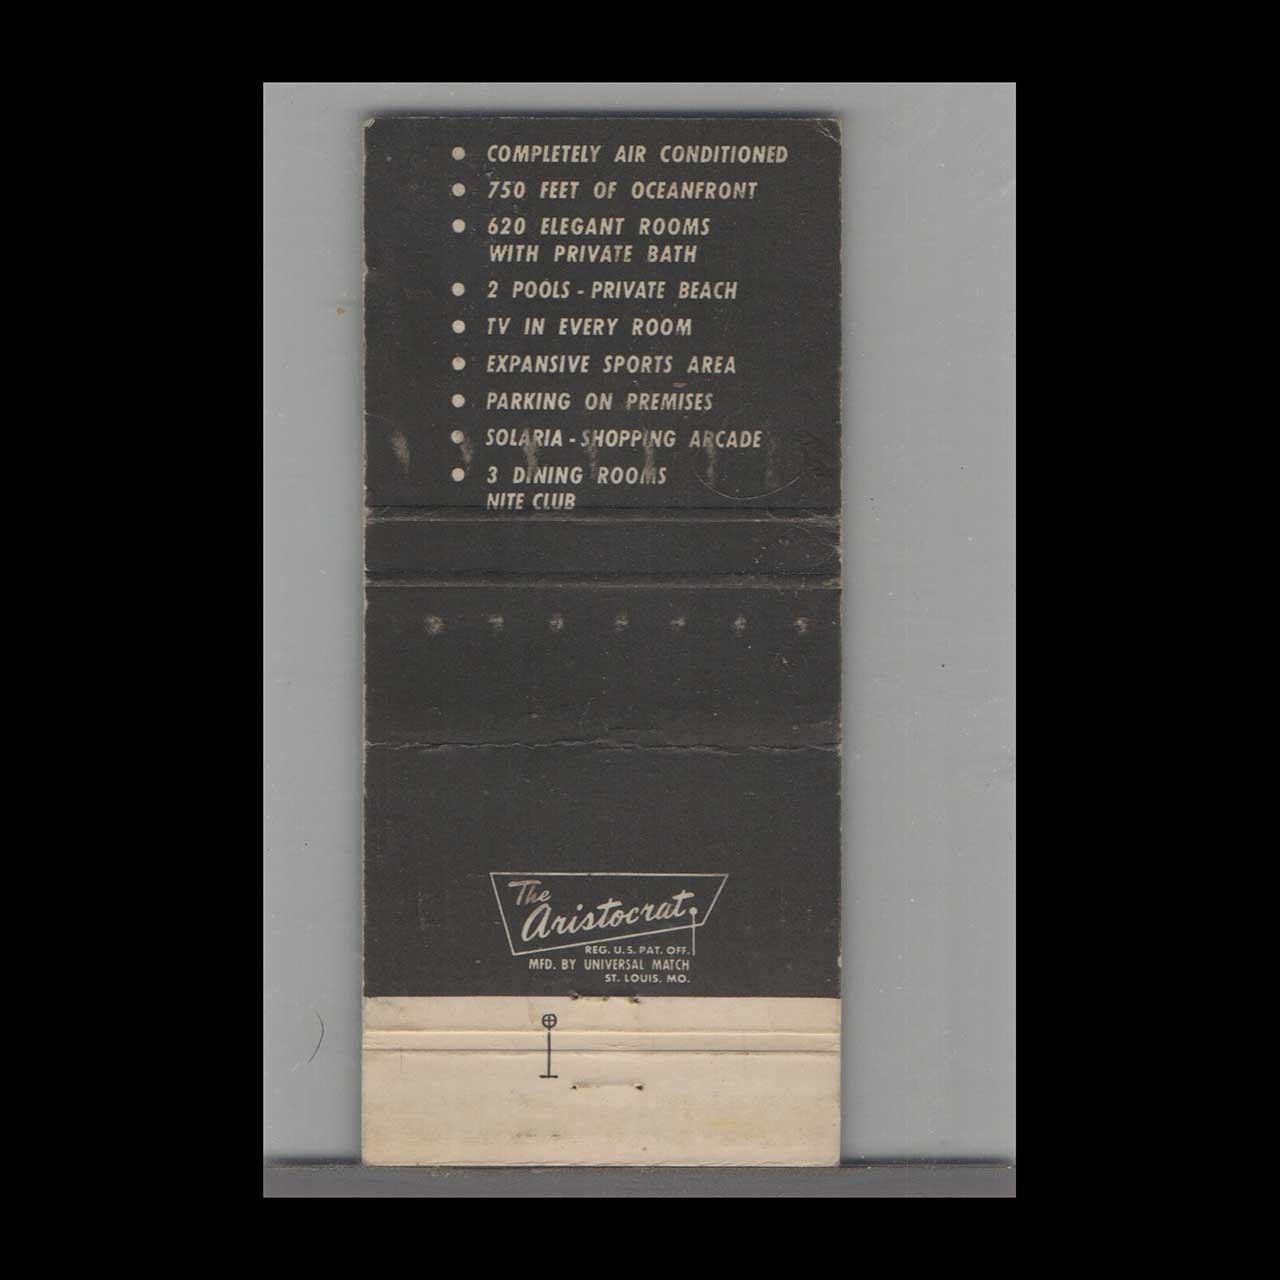 ● COMPLETELY AIR CONDITIONED
● 750 FEET OF OCEANFRONT
● 620 ELEGANT ROOMS
WITH PRIVATE BATH
● 2 POOLS - PRIVATE BEACH
● TV IN EVERY ROOM
● EXPANSIVE SPORTS AREA
● PARKING ON PREMISES
● SOLARIA - SHOPPING ARCADE
● 3 DINING ROOMS
NITE CLUB
The
Aristocrat
REG. U.S. PAT. OFF.
MFD. BY UNIVERSAL MATCH
ST. LOUIS, MO.